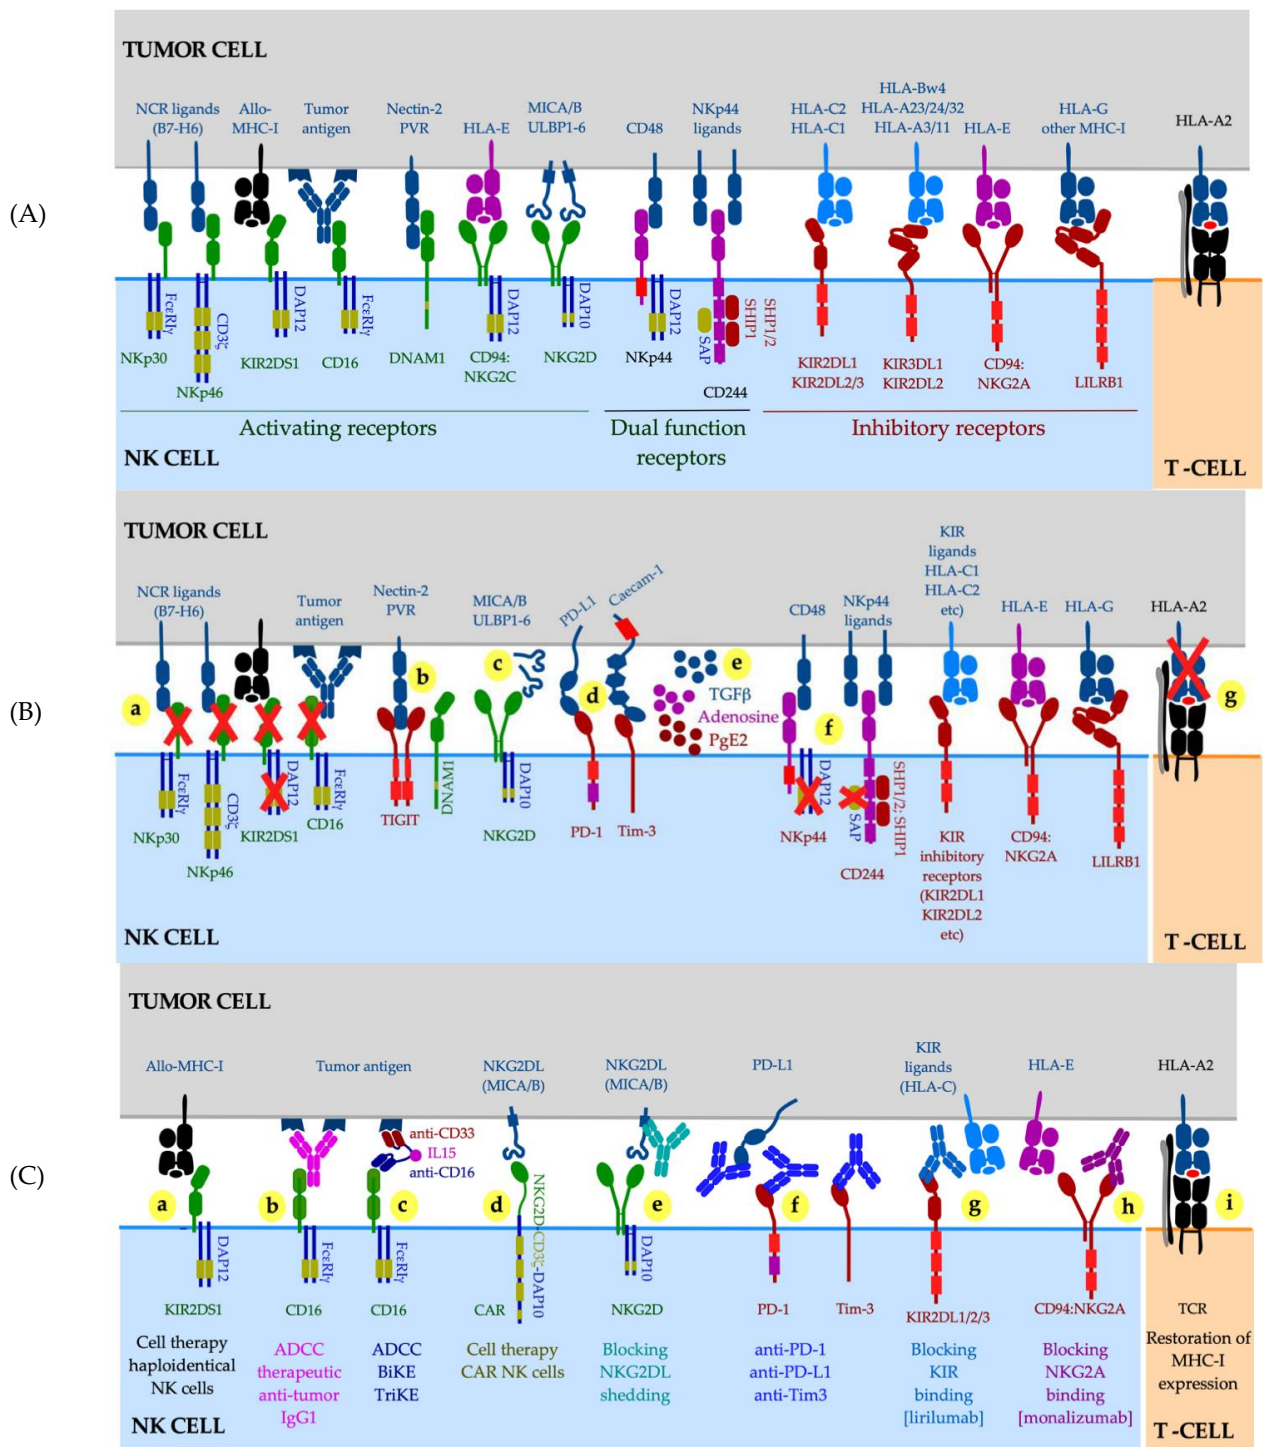 (A)
TUMOR CELL
NCR ligands
(B7-H6)
Allo-
MHC-I
Tumor
antigen
Nectin-2
PVR
HLA-E
MICA/B
ULBP1-6
CD48
NKp44
ligands
HLA-C2
HLA-C1
HLA-Bw4
HLA-A23/24/32
HLA-A3/11
HLA-E
HLA-G
other MHC-I
HLA-A2
FcεRIγ
CD3ζ
DAP12
FcεRIγ
DAP12
DAP10
DAP12
SAP
SHIP1
SHP1/2
NKp30
NKp46
KIR2DS1
CD16
DNAM1
CD94:
NKG2C
NKG2D
NKp44
CD244
KIR2DL1
KIR2DL2/3
KIR3DL1
KIR2DL2
CD94:
NKG2A
LILRB1
Activating receptors
Dual function
receptors
Inhibitory receptors
NK CELL
T -CELL
(B)
TUMOR CELL
NCR ligands
(B7-H6)
Tumor
antigen
Nectin-2
PVR
MICA/B
ULBP1-6
PD-L1
Caecam-1
CD48
NKp44
ligands
KIR
ligands
HLA-C1
HLA-C2
etc)
HLA-E
HLA-G
HLA-A2
a
b
c
d
e
TGFβ
Adenosine
PgE2
f
g
FcεRIγ
CD3ζ
DAP12
FcεRIγ
DNAM1
DAP10
DAP12
SAP
SHP1/2; SHIP1
NKp30
NKp46
KIR2DS1
CD16
TIGIT
NKG2D
PD-1
Tim-3
NKp44
CD244
KIR
inhibitory
receptors
(KIR2DL1
KIR2DL2
etc)
CD94:
NKG2A
LILRB1
NK CELL
T -CELL
(C)
TUMOR CELL
Allo-MHC-I
Tumor antigen
NKG2DL
(MICA/B)
NKG2DL
(MICA/B)
PD-L1
KIR
ligands
(HLA-C)
HLA-E
HLA-A2
anti-CD33
IL15
anti-CD16
a
b
c
d
e
f
g
h
i
DAP12
FcεRIγ
FcεRIγ
NKG2D-CD3ζ-DAP10
DAP10
KIR2DS1
CD16
CD16
CAR
NKG2D
PD-1
Tim-3
KIR2DL1/2/3
CD94:NKG2A
TCR
Cell therapy
haploidentical
NK cells
ADCC
therapeutic
anti-tumor
IgG1
ADCC
BiKE
TriKE
Cell therapy
CAR NK cells
Blocking
NKG2DL
shedding
anti-PD-1
anti-PD-L1
anti-Tim3
Blocking
KIR
binding
[lirilumab]
Blocking
NKG2A
binding
[monalizumab]
Restoration of
MHC-I
expression
NK CELL
T -CELL